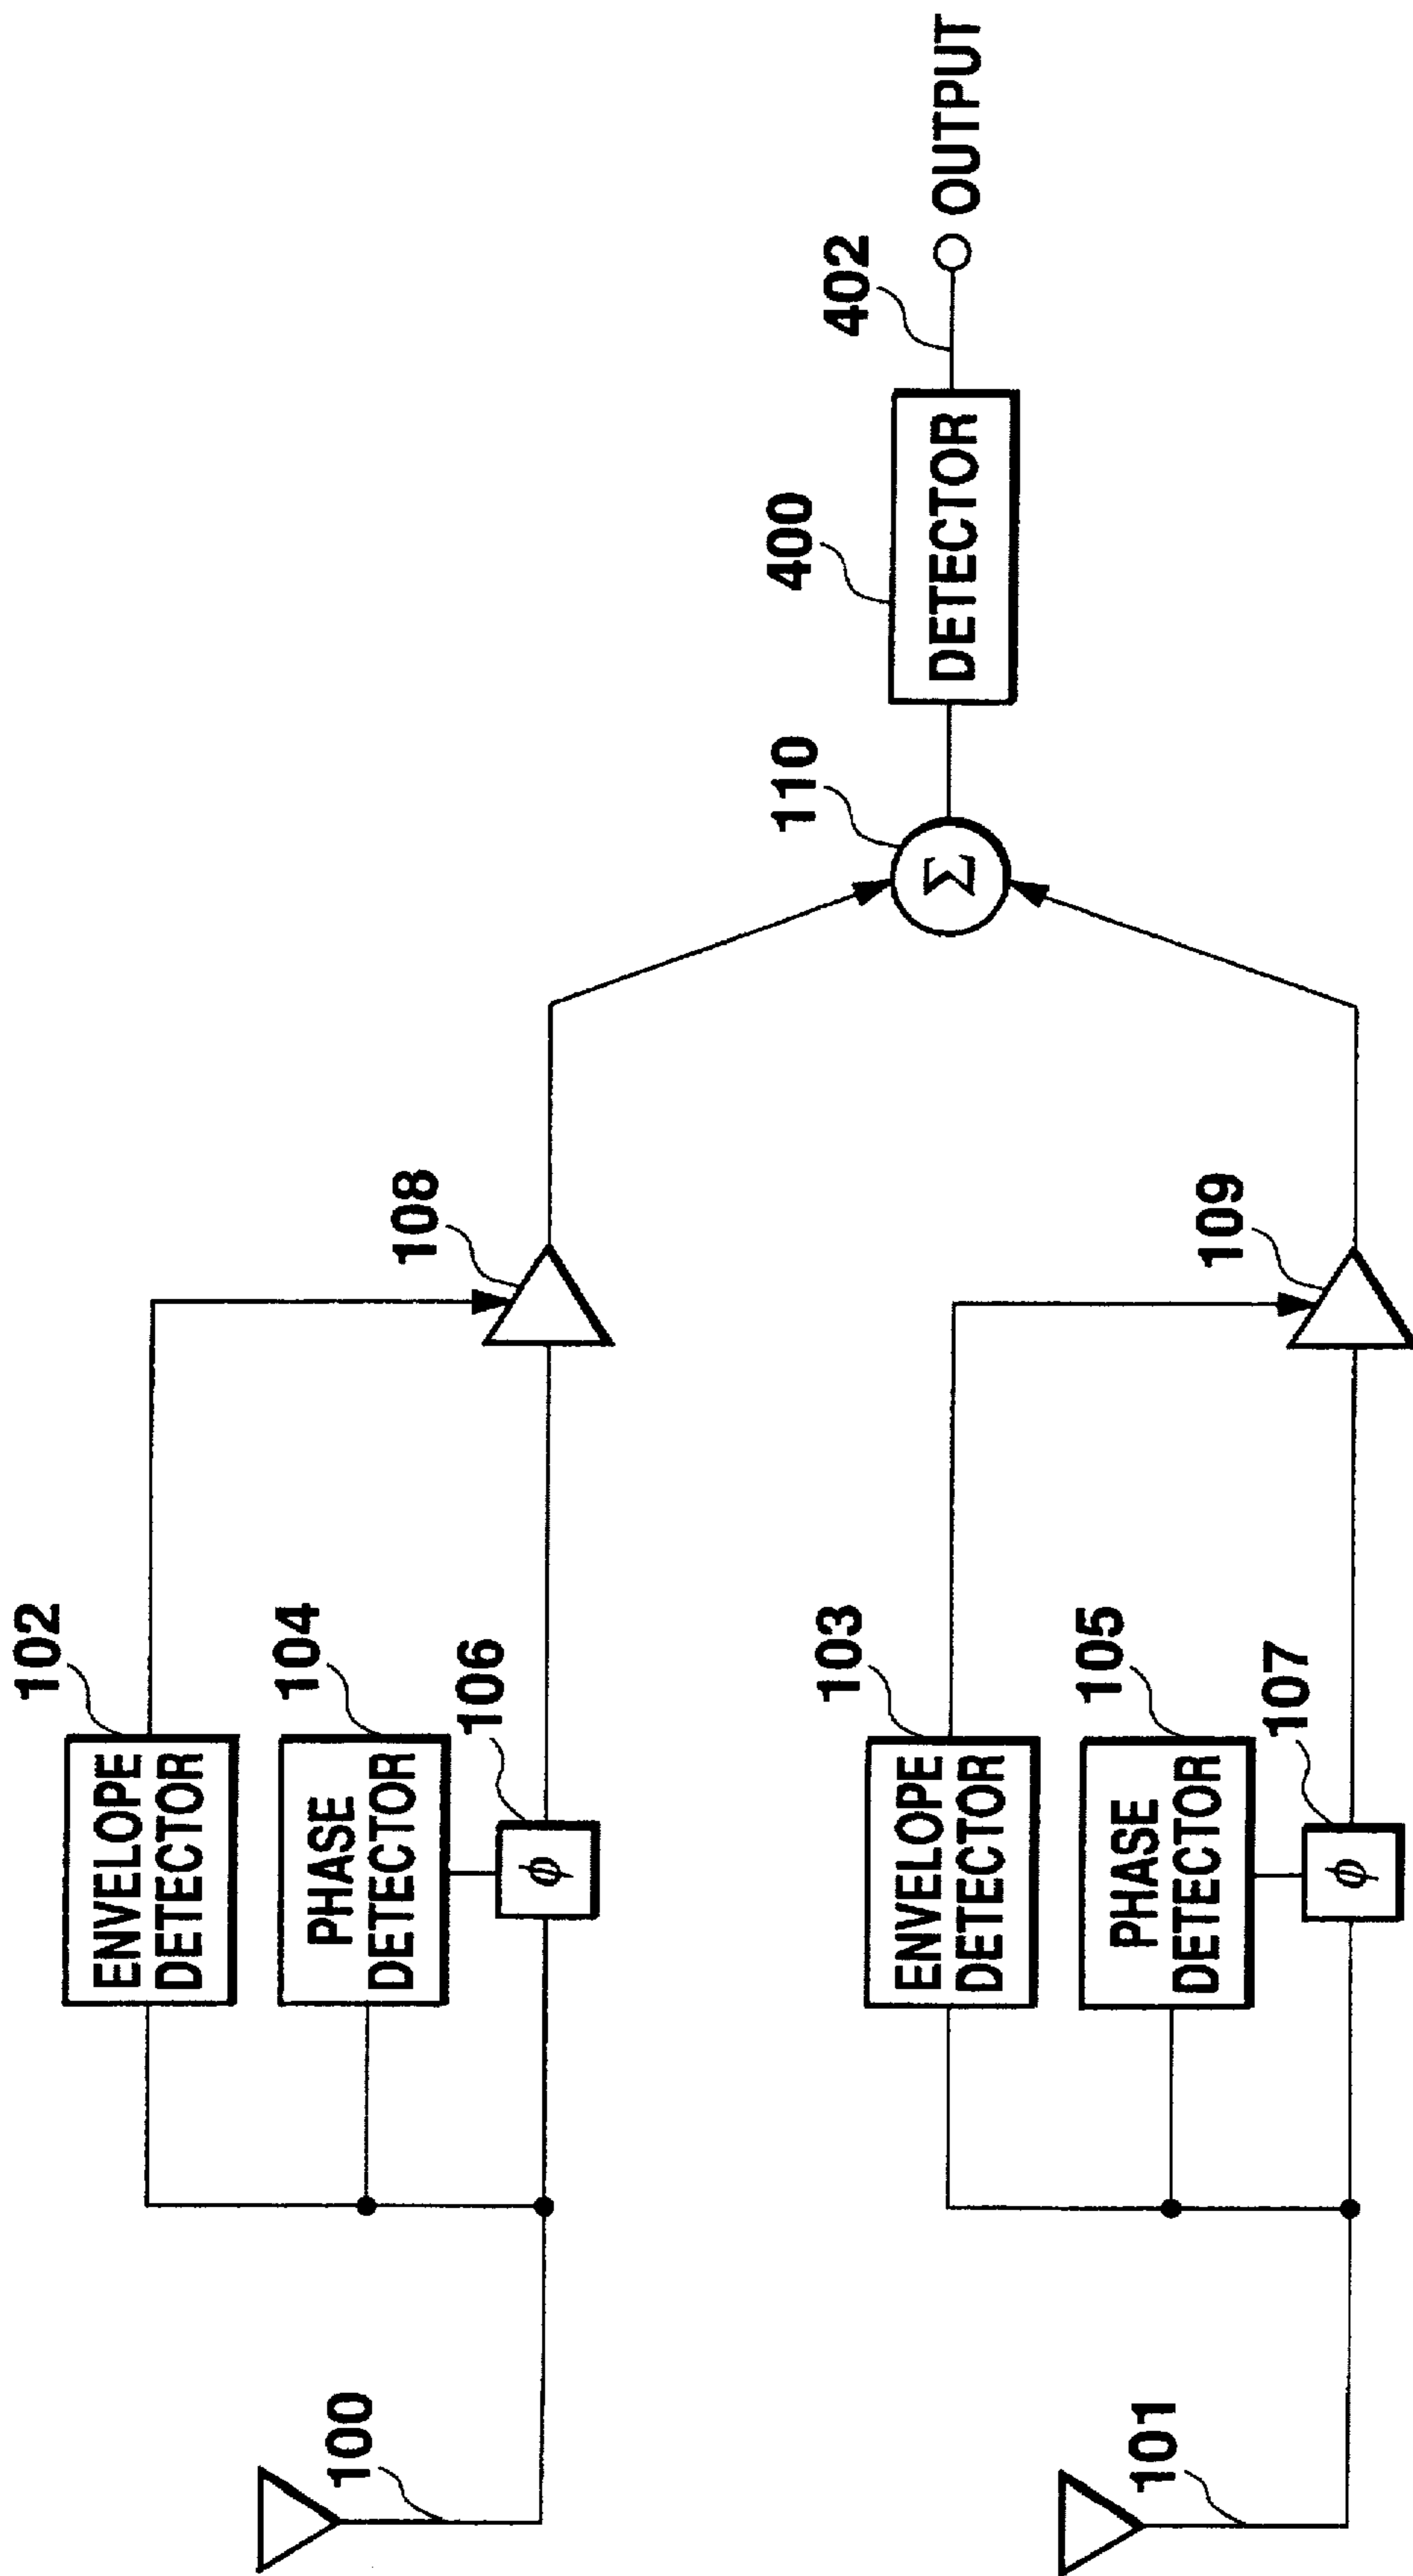 102
ENVELOPE
DETECTOR
104
PHASE
DETECTOR
106
ϕ
108
100
110
Σ
400
DETECTOR
402
OUTPUT
103
ENVELOPE
DETECTOR
105
PHASE
DETECTOR
107
ϕ
109
101